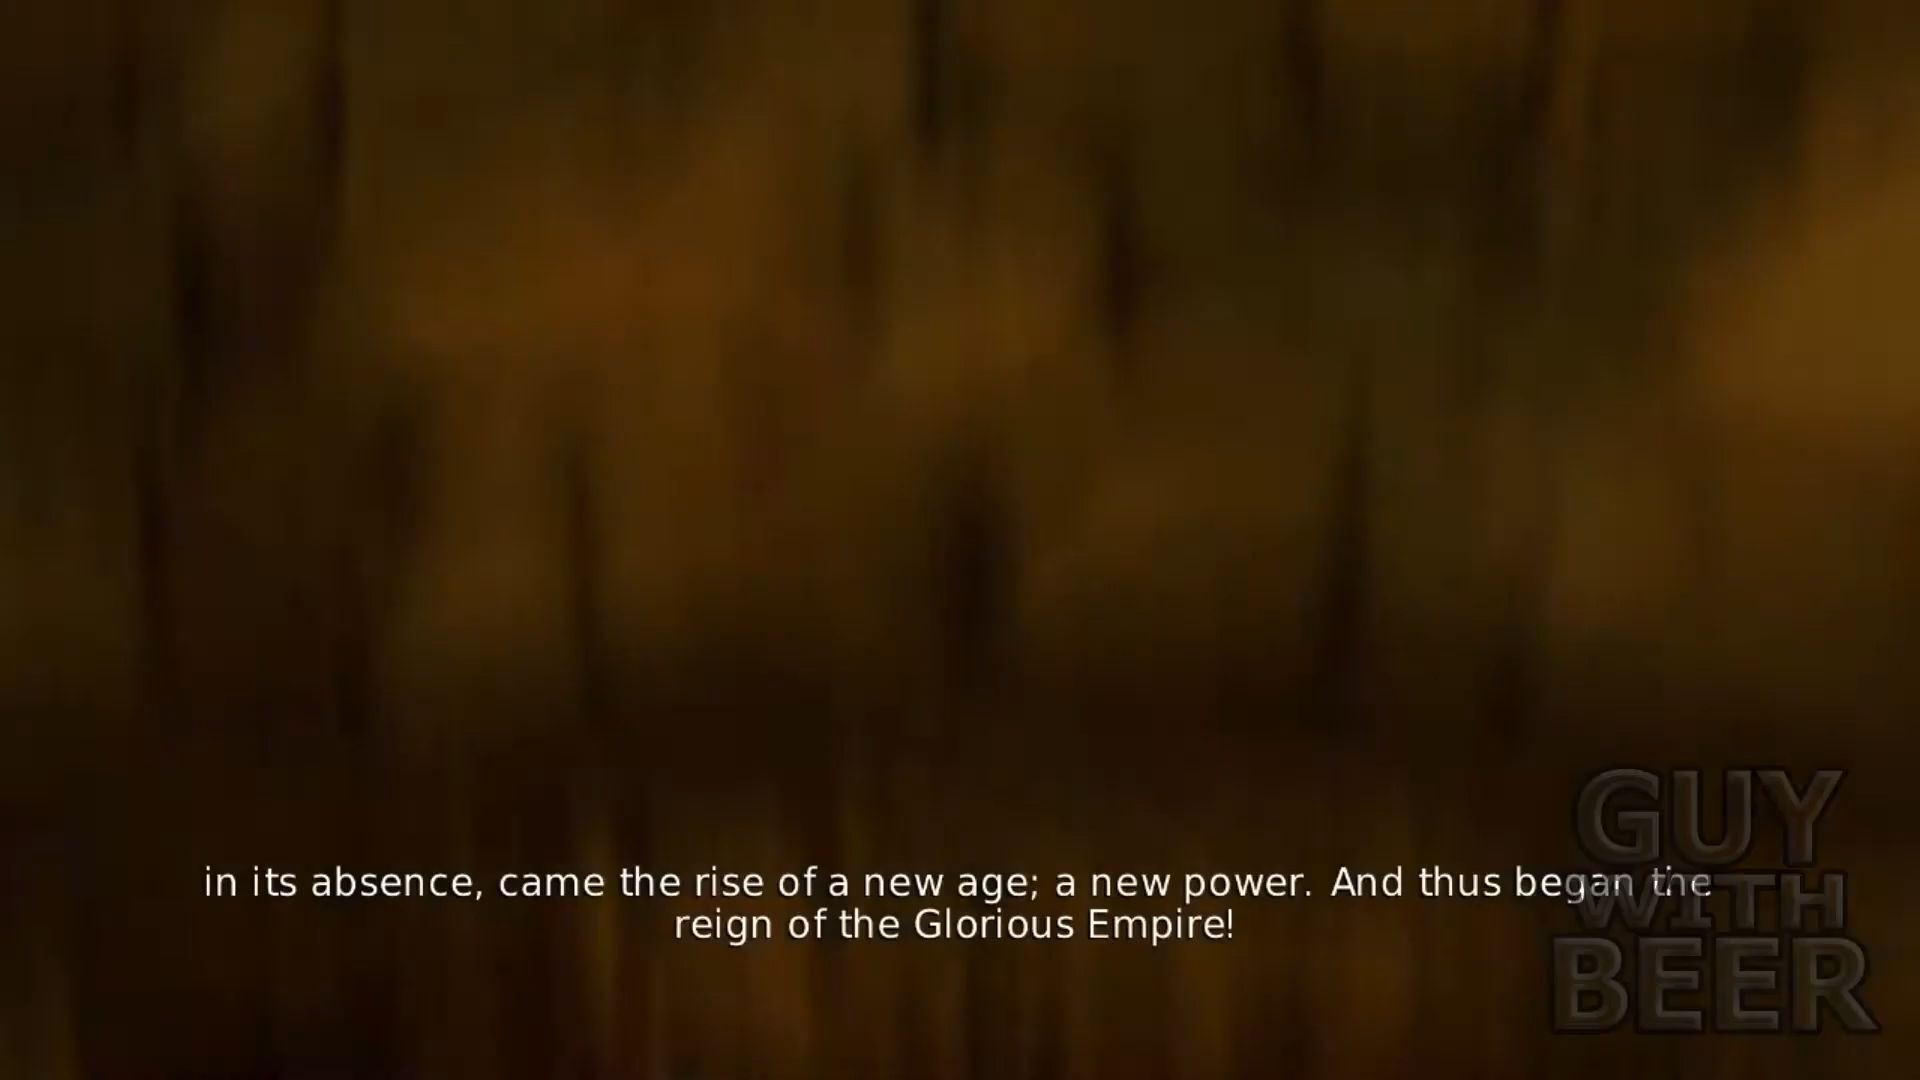 in its absence, came the rise of a new age; a new power. And thus began the
reign of the Glorious Empire!
GUY
WITH
BEER